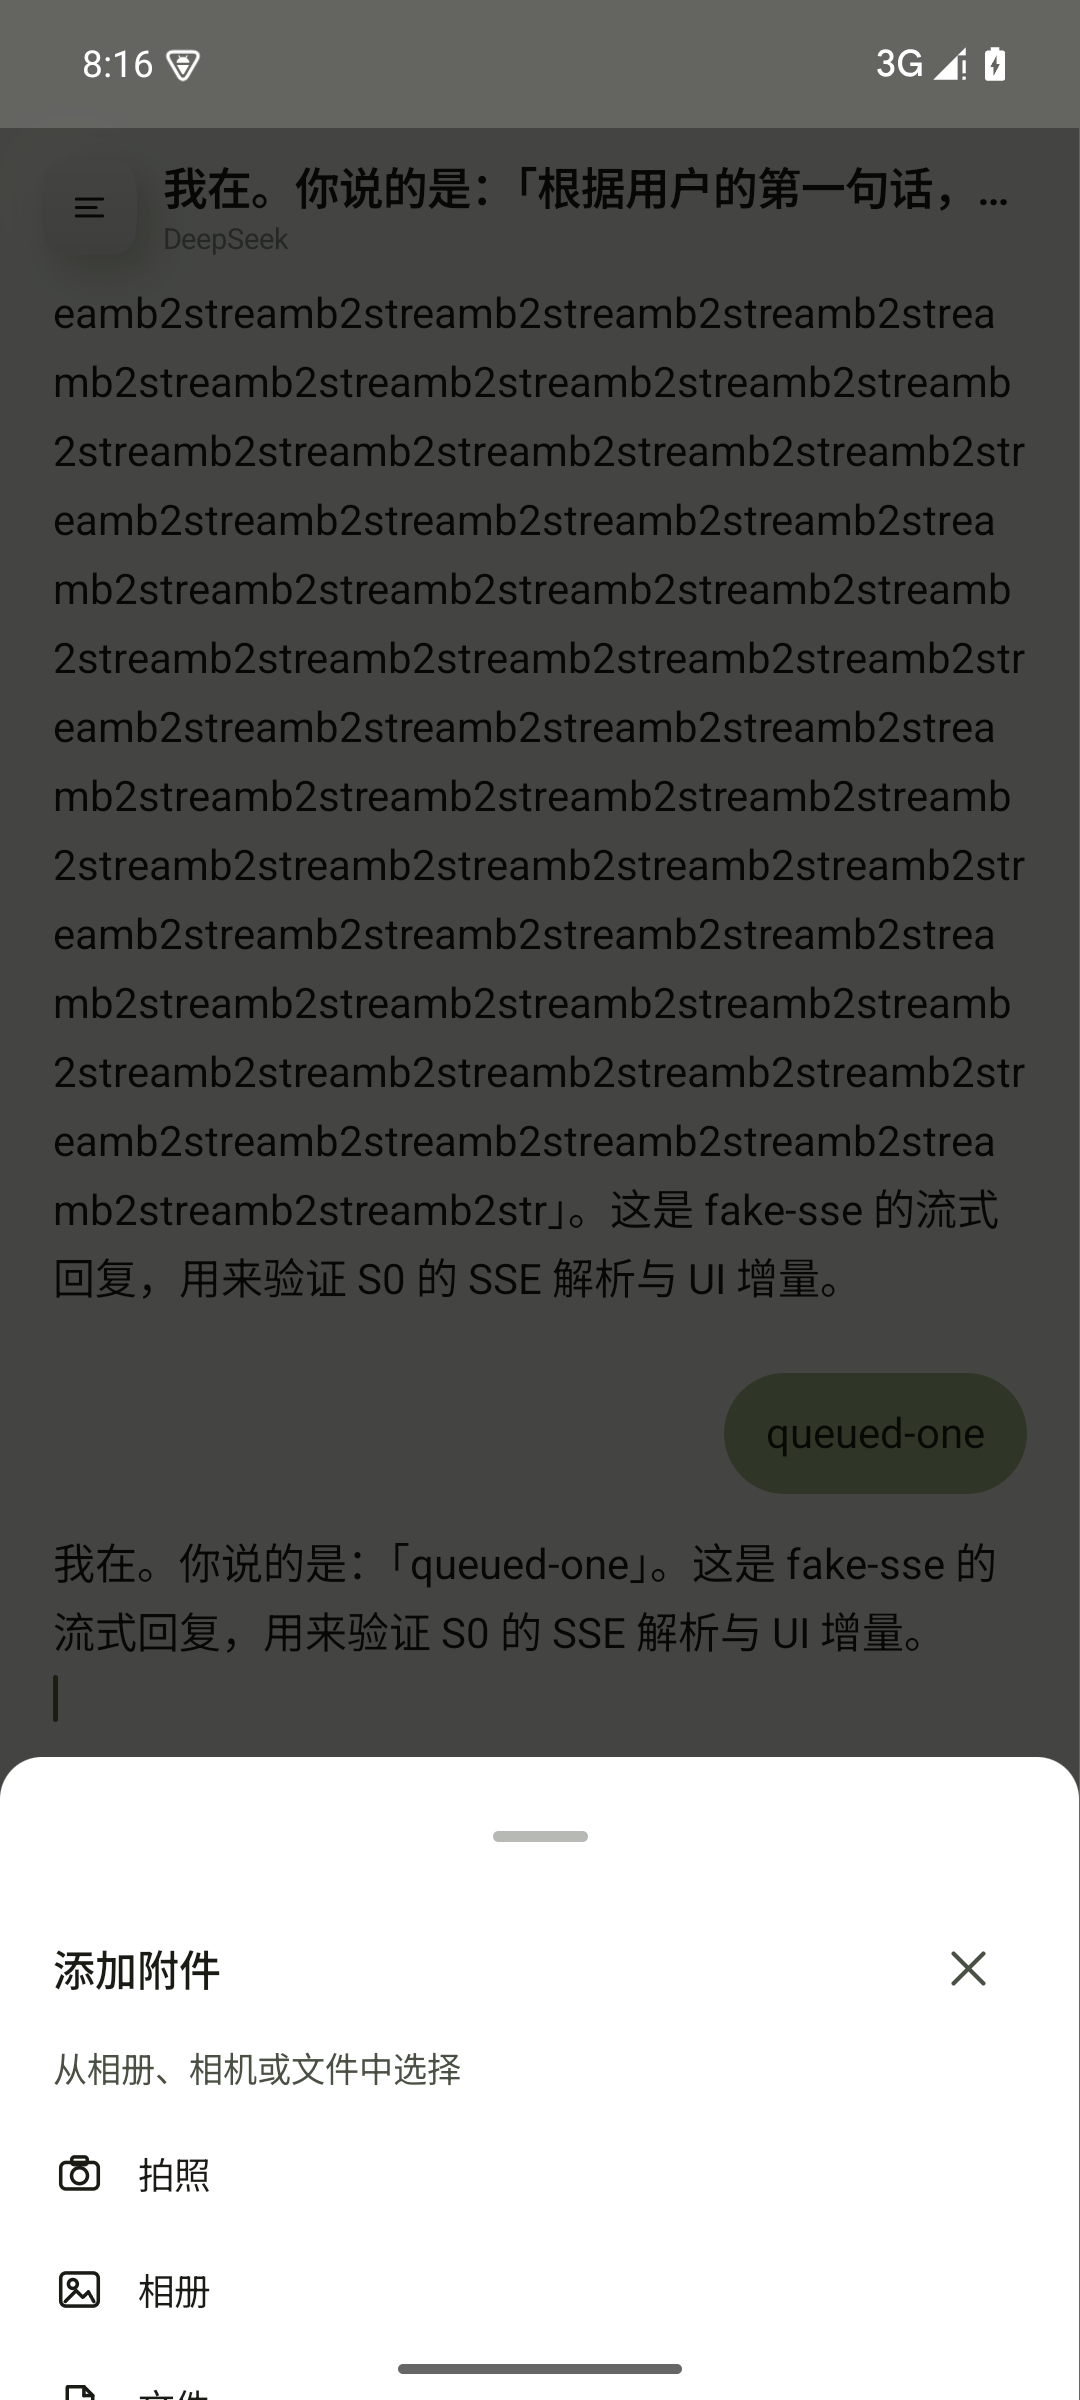 8:16
3G
我在。你说的是：「根据用户的第一句话，…
DeepSeek
eamb2streamb2streamb2streamb2streamb2strea
mb2streamb2streamb2streamb2streamb2streamb
2streamb2streamb2streamb2streamb2streamb2str
eamb2streamb2streamb2streamb2streamb2strea
mb2streamb2streamb2streamb2streamb2streamb
2streamb2streamb2streamb2streamb2streamb2str
eamb2streamb2streamb2streamb2streamb2strea
mb2streamb2streamb2streamb2streamb2streamb
2streamb2streamb2streamb2streamb2streamb2str
eamb2streamb2streamb2streamb2streamb2strea
mb2streamb2streamb2streamb2streamb2streamb
2streamb2streamb2streamb2streamb2streamb2str
eamb2streamb2streamb2streamb2streamb2strea
mb2streamb2streamb2str」。这是 fake-sse 的流式
回复，用来验证 S0 的 SSE 解析与 UI 增量。
queued-one
我在。你说的是：「queued-one」。这是 fake-sse 的
流式回复，用来验证 S0 的 SSE 解析与 UI 增量。
添加附件
从相册、相机或文件中选择
拍照
相册
文件